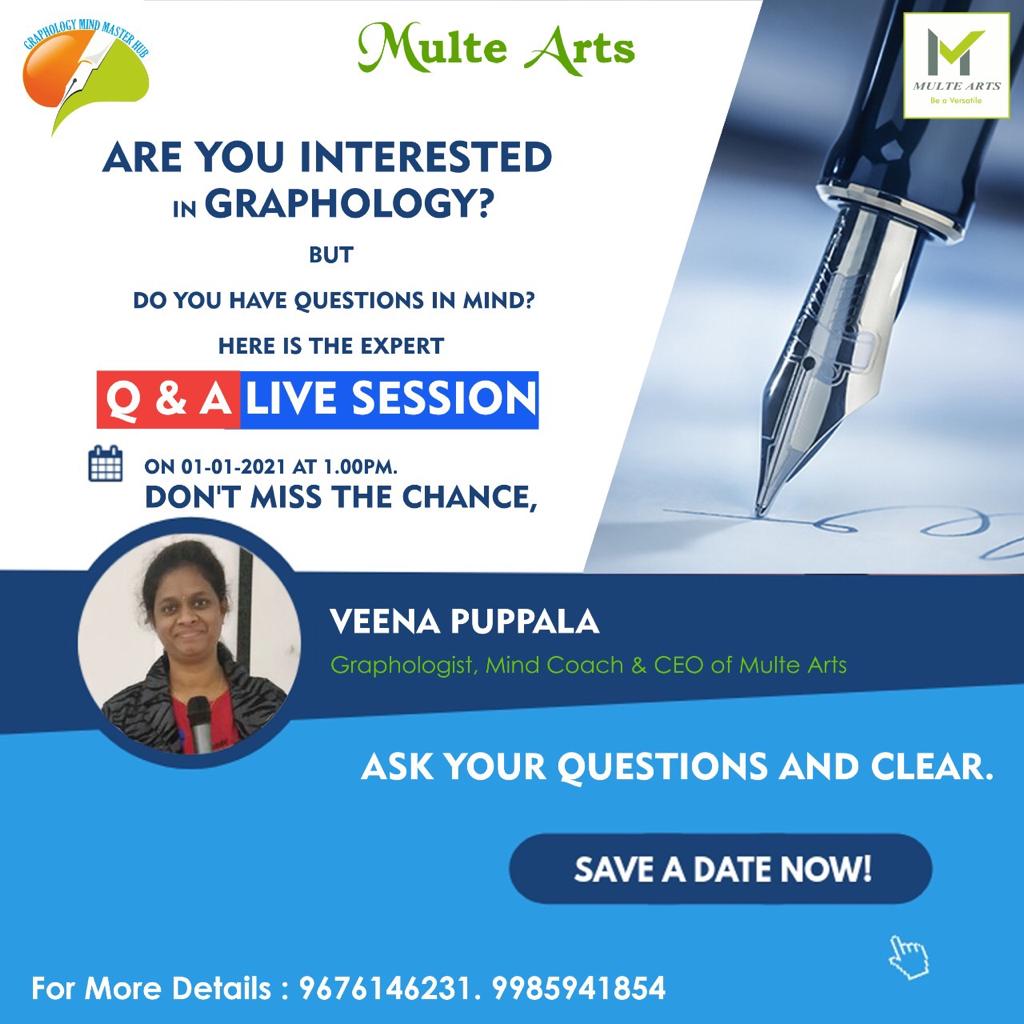 GRAPHOLOGY MIND MASTER HUB
Multe Arts
MULTE ARTS
Be a Versatile
ARE YOU INTERESTED
IN GRAPHOLOGY?
BUT
DO YOU HAVE QUESTIONS IN MIND?
HERE IS THE EXPERT
Q & A LIVE SESSION
ON 01-01-2021 AT 1.00PM.
DON'T MISS THE CHANCE,
VEENA PUPPALA
Graphologist, Mind Coach & CEO of Multe Arts
ASK YOUR QUESTIONS AND CLEAR.
SAVE A DATE NOW!
For More Details : 9676146231. 9985941854